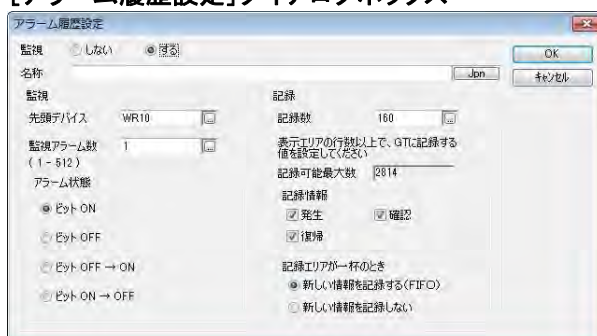 [アラーム履歴設定]ダイアログボックス
アラーム履歴設定
監視 しない する
OK
名称 Jpn キャンセル
監視 記録
先頭デバイス WR10 ... 記録数 160 ...
監視アラーム数 1 ... 表示エリアの行数以上で、GTに記録する
(1-512) 値を設定してください
アラーム状態 記録可能最大数 2814
記録情報
ビット ON 発生 確認
ビット OFF 復帰
ビット OFF → ON 記録エリアが一杯のとき
ビット ON → OFF 新しい情報を記録する(FIFO)
新しい情報を記録しない